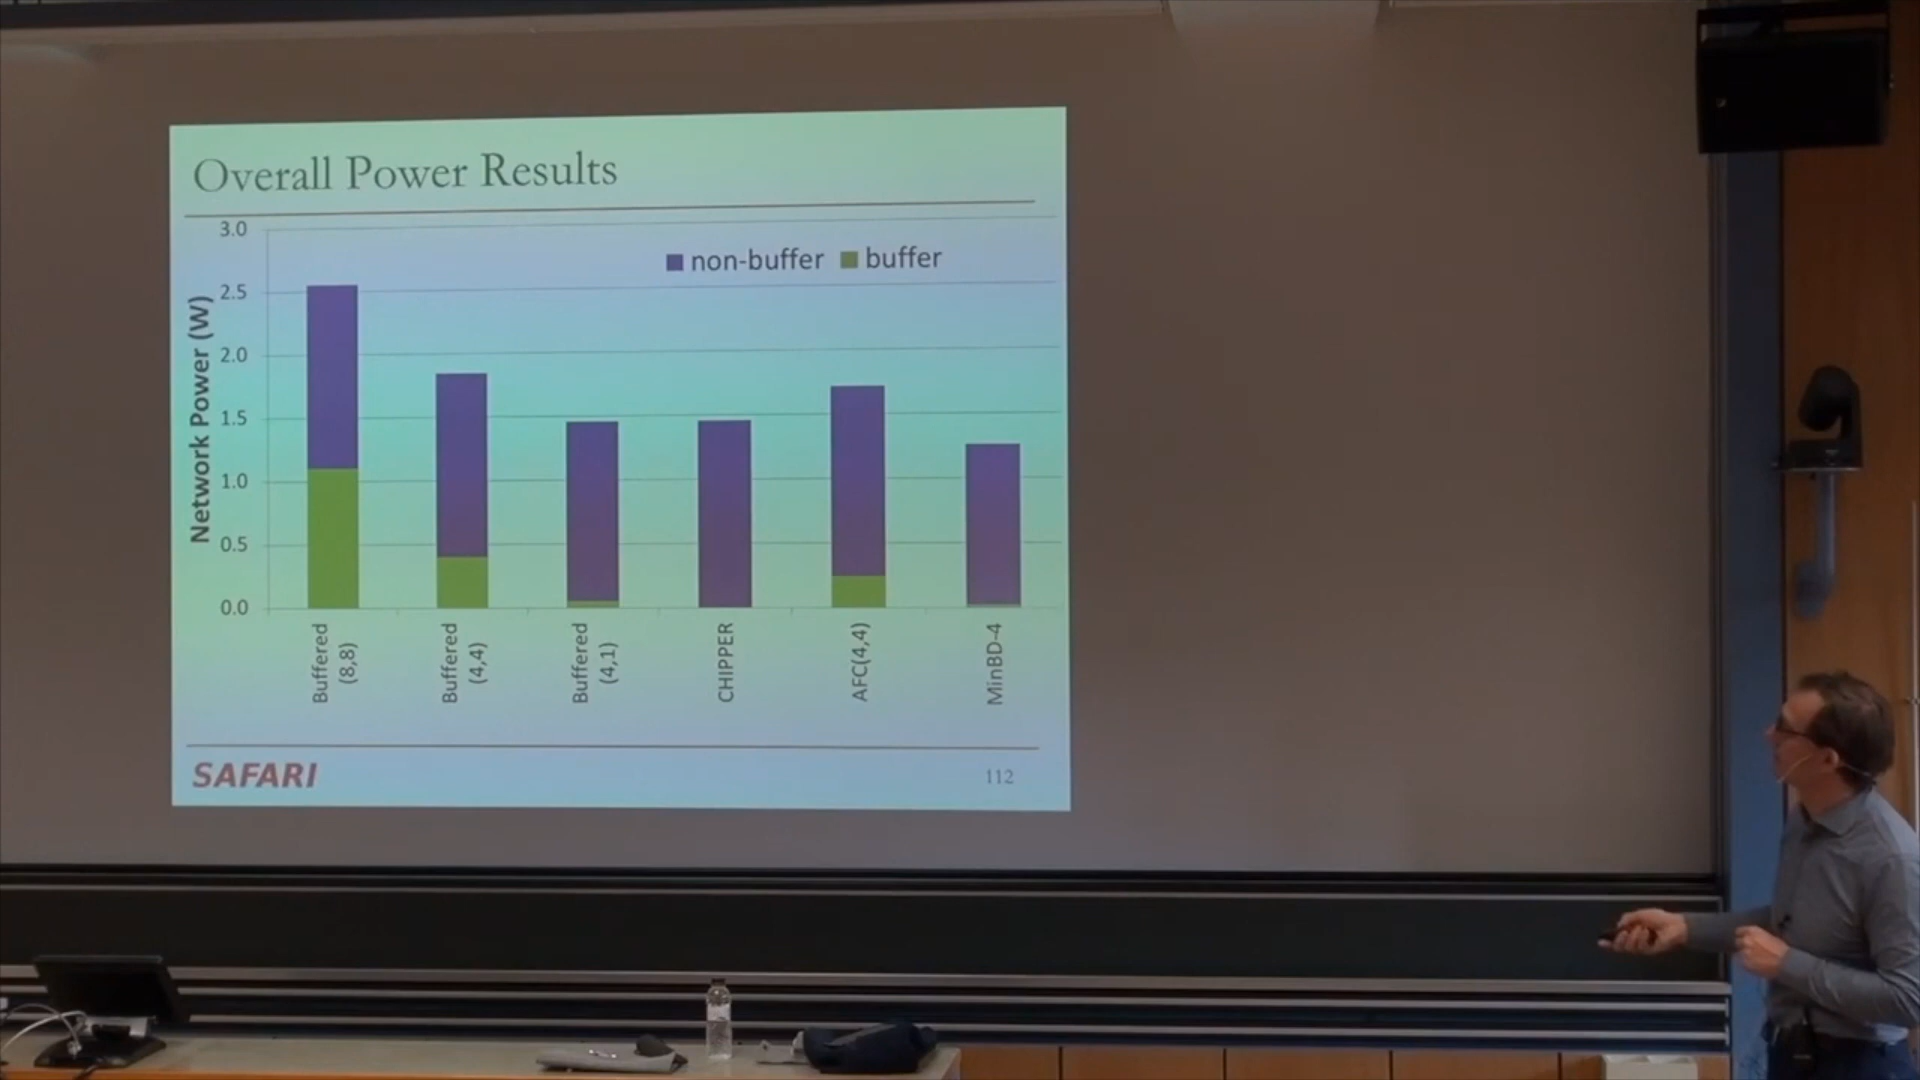 Overall Power Results
3.0
2.5
2.0
1.5
1.0
0.5
0.0
Network Power (W)
non-buffer buffer
Buffered
(8,8)
Buffered
(4,4)
Buffered
(4,1)
CHIPPER
AFC(4,4)
MinBD-4
SAFARI
112